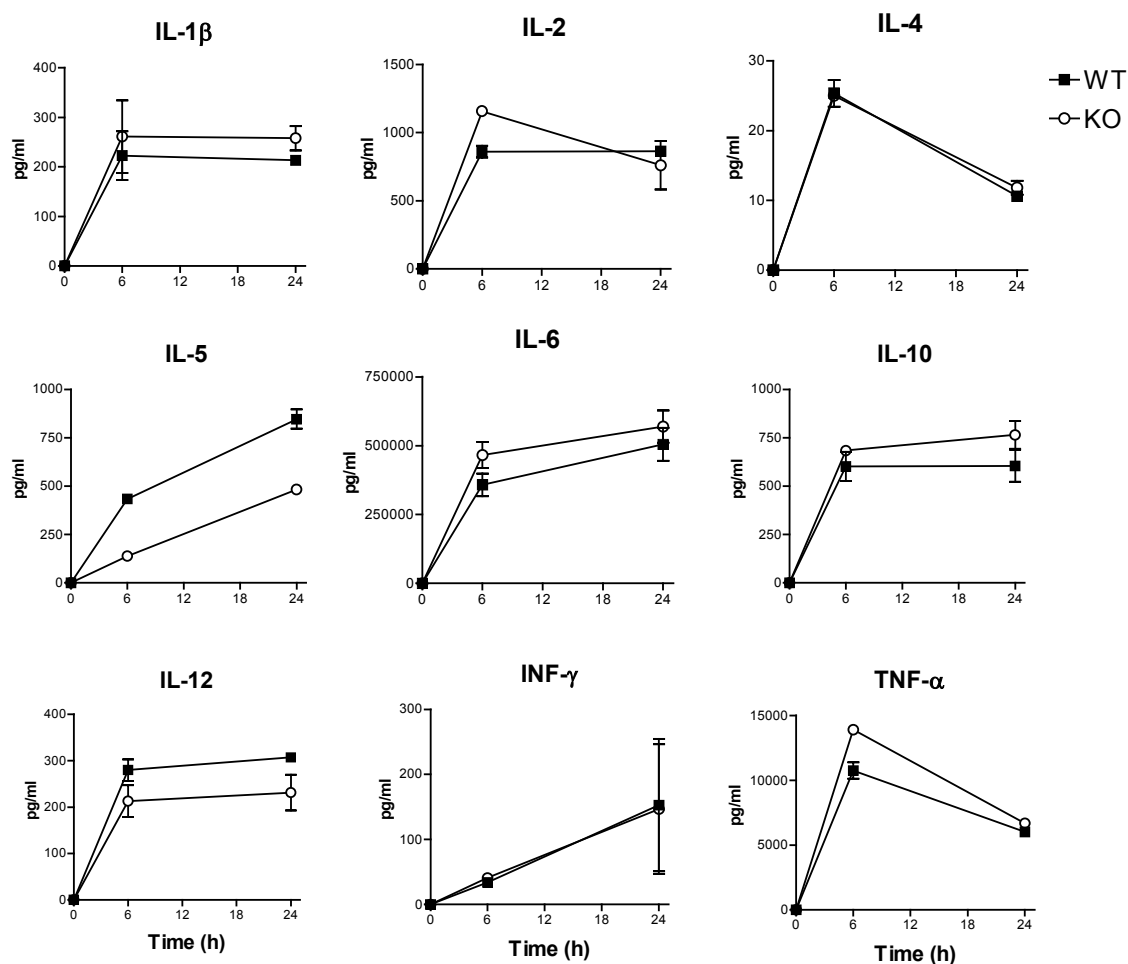 IL-1β
IL-2
IL-4
WT
KO
400
300
200
100
0
pg/ml
0 6 12 18 24
1500
1000
500
0
pg/ml
0 6 12 18 24
30
20
10
0
pg/ml
0 6 12 18 24
IL-5
IL-6
IL-10
1000
750
500
250
0
pg/ml
0 6 12 18 24
750000
500000
250000
0
pg/ml
0 6 12 18 24
1000
750
500
250
0
pg/ml
0 6 12 18 24
IL-12
INF-γ
TNF-α
400
300
200
100
0
pg/ml
0 6 12 18 24
Time (h)
300
200
100
0
pg/ml
0 6 12 18 24
Time (h)
15000
10000
5000
0
pg/ml
0 6 12 18 24
Time (h)